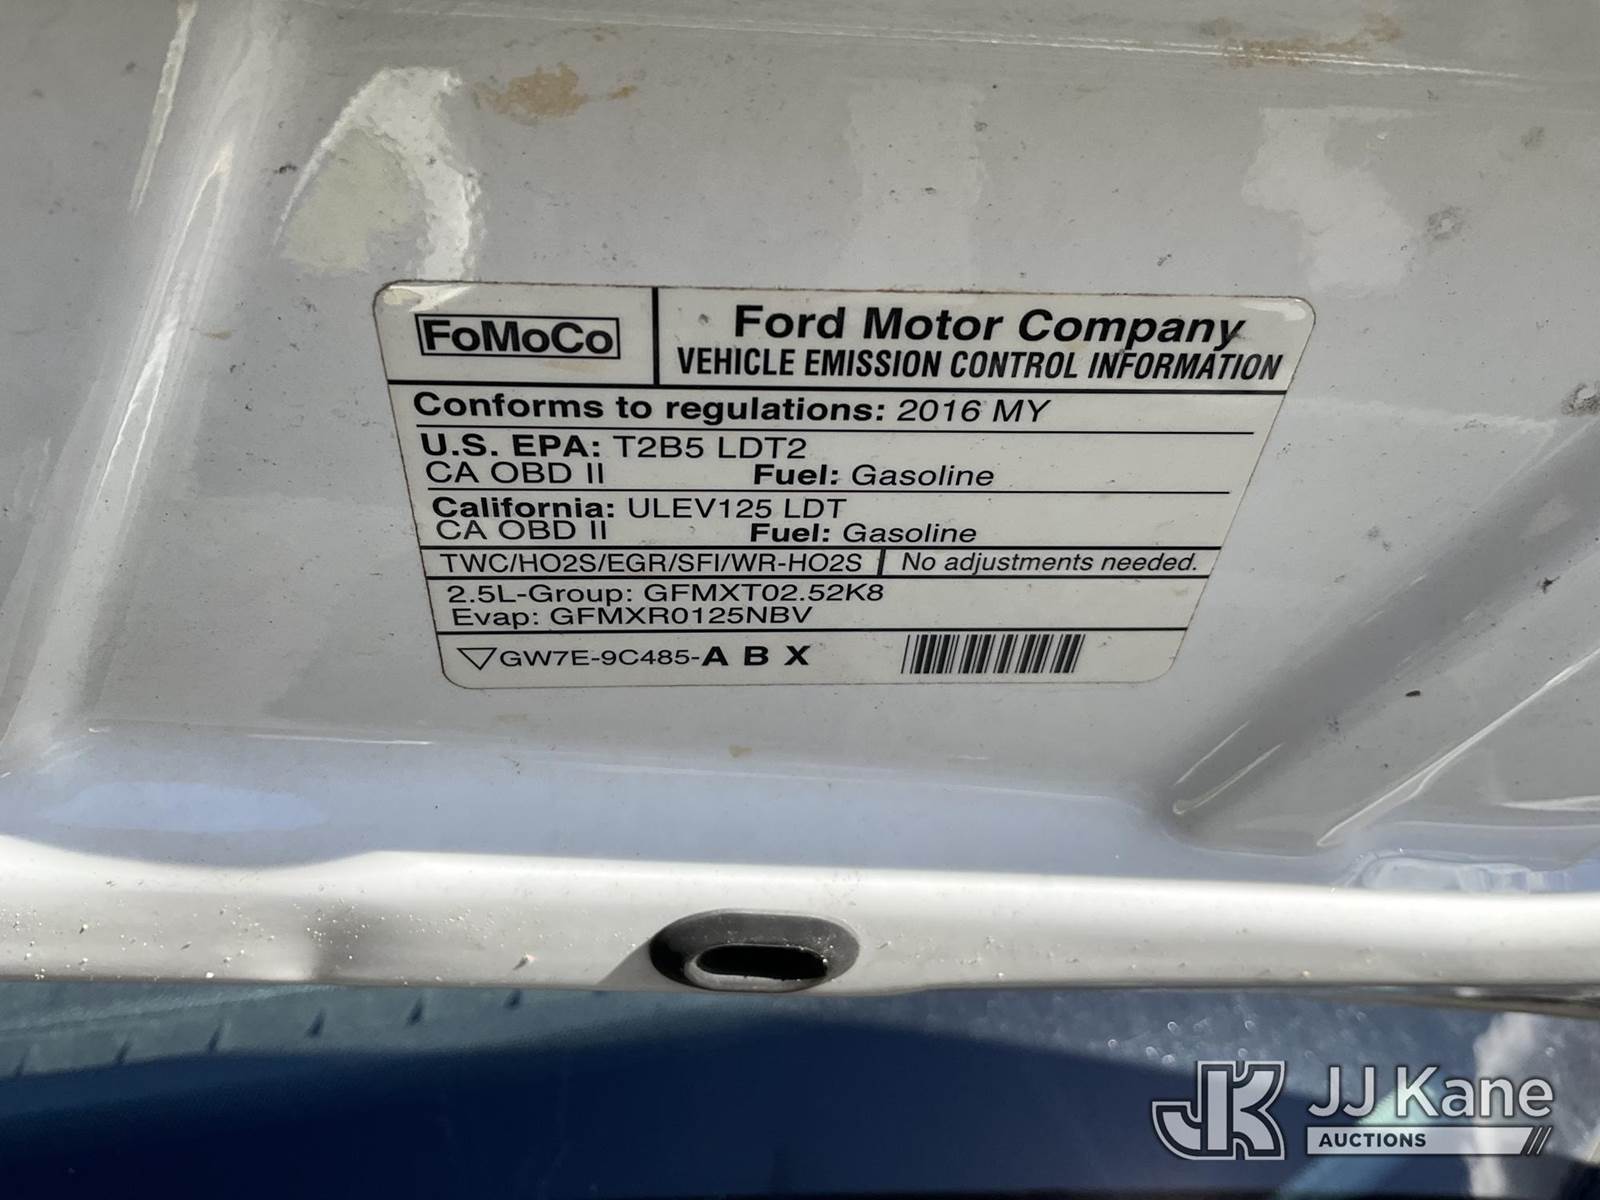 FoMoCo
Ford Motor Company
VEHICLE EMISSION CONTROL INFORMATION
Conforms to regulations: 2016 MY
U.S. EPA: T2B5 LDT2
CA OBD II Fuel: Gasoline
California: ULEV125 LDT
CA OBD II Fuel: Gasoline
TWC/HO2S/EGR/SFI/WR-HO2S No adjustments needed.
2.5L-Group: GFMXT02.52K8
Evap: GFMXR0125NBV
GW7E-9C485-A B X
JK JJ Kane
AUCTIONS